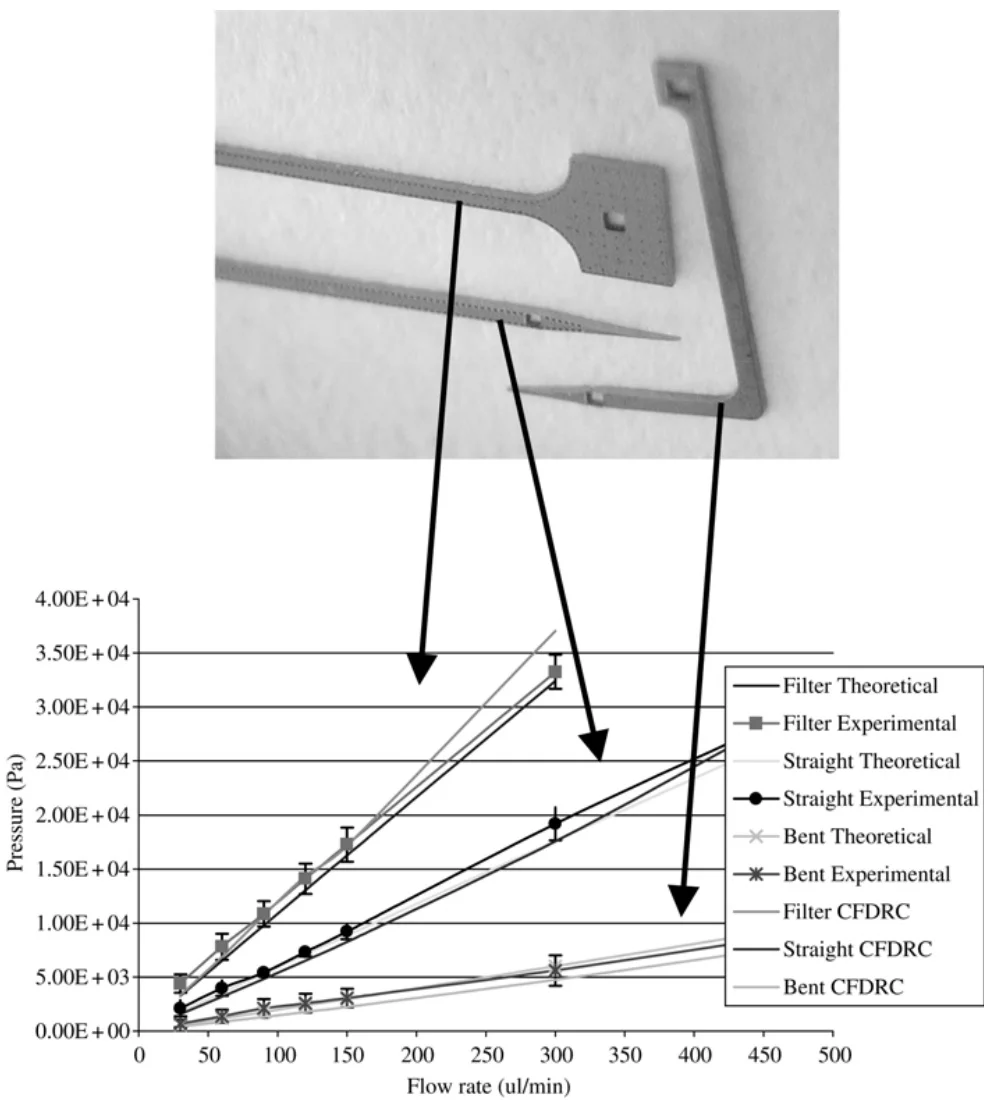 4.00E + 04
3.50E + 04
3.00E + 04
2.50E + 04
2.00E + 04
1.50E + 04
1.00E + 04
5.00E + 03
0.00E + 00
Pressure (Pa)
0 50 100 150 200 250 300 350 400 450 500
Flow rate (ul/min)
Filter Theoretical
Filter Experimental
Straight Theoretical
Straight Experimental
Bent Theoretical
Bent Experimental
Filter CFDRC
Straight CFDRC
Bent CFDRC